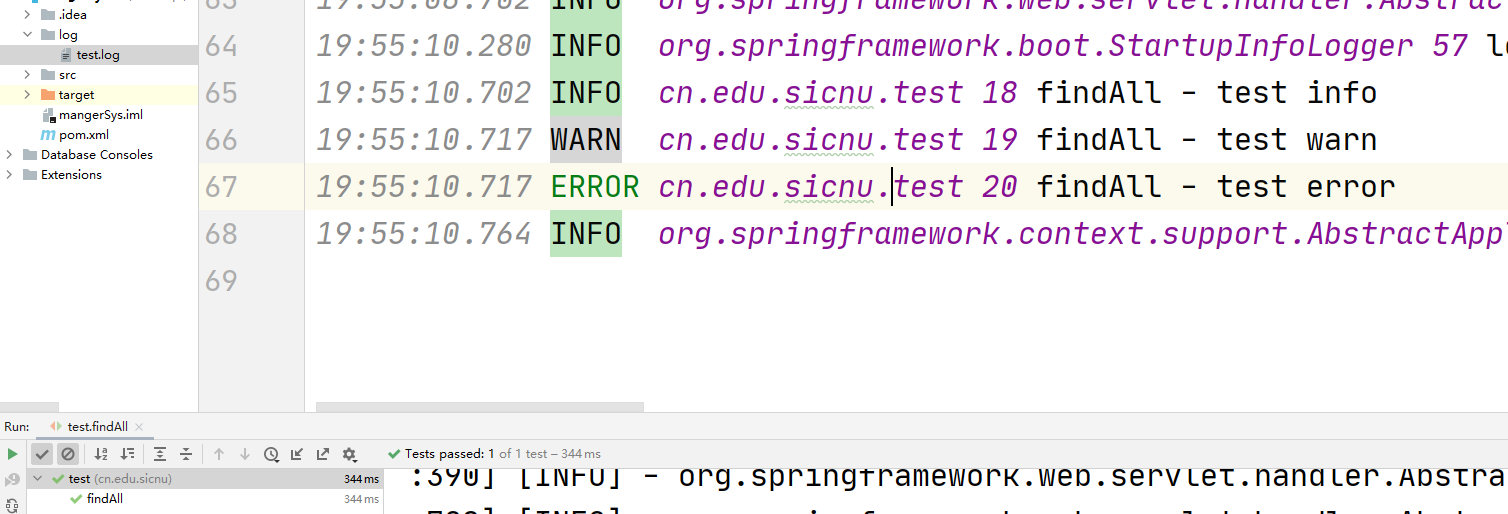 .idea
log
test.log
src
target
mangerSys.iml
pom.xml
Database Consoles
Extensions
63 19:55:08.702 INFO org.springframework.web.servlet.handler.Abstrac
64 19:55:10.280 INFO org.springframework.boot.StartupInfoLogger 57 lo
65 19:55:10.702 INFO cn.edu.sicnu.test 18 findAll - test info
66 19:55:10.717 WARN cn.edu.sicnu.test 19 findAll - test warn
67 19:55:10.717 ERROR cn.edu.sicnu.test 20 findAll - test error
68 19:55:10.764 INFO org.springframework.context.support.AbstractApp
69
Run: test.findAll
Tests passed: 1 of 1 test – 344 ms
test (cn.edu.sicnu) 344 ms
findAll 344 ms
:390] [INFO] - org.springframework.web.servlet.handler.Abstra